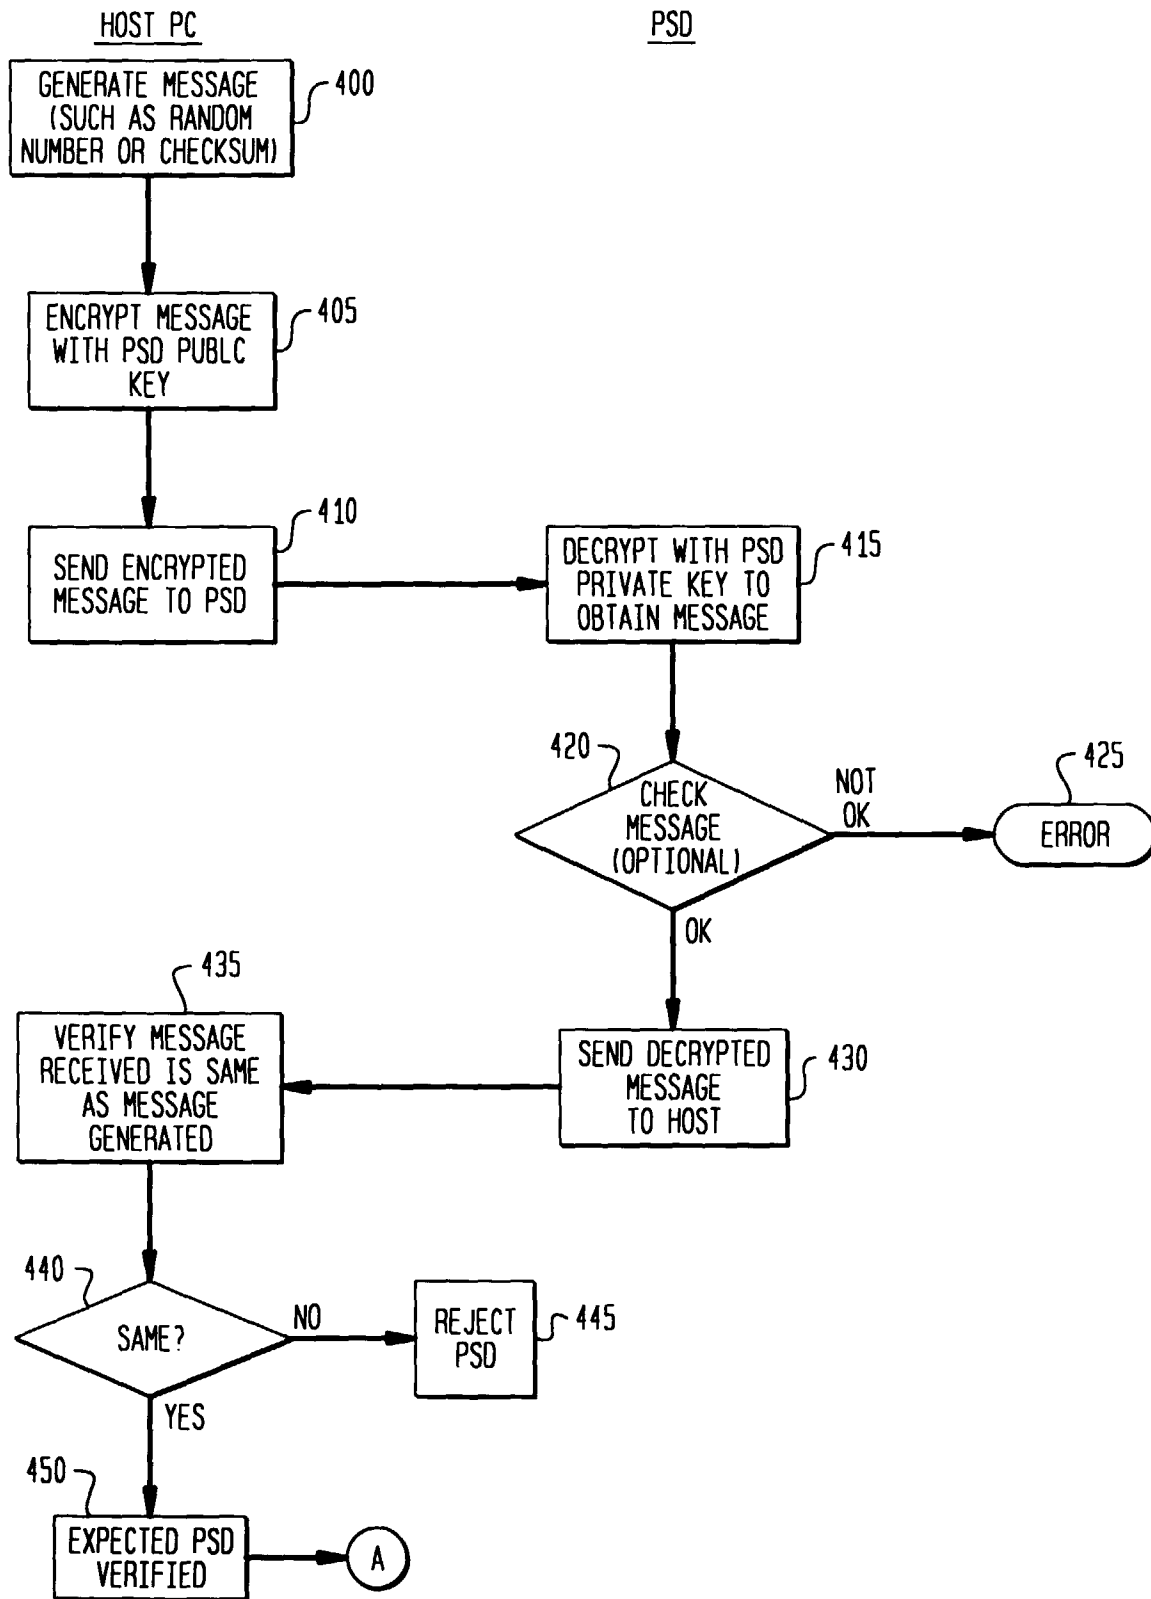 HOST PC
PSD
GENERATE MESSAGE
(SUCH AS RANDOM
NUMBER OR CHECKSUM)
400
ENCRYPT MESSAGE
WITH PSD PUBLC
KEY
405
SEND ENCRYPTED
MESSAGE TO PSD
410
DECRYPT WITH PSD
PRIVATE KEY TO
OBTAIN MESSAGE
415
420
CHECK
MESSAGE
(OPTIONAL)
NOT
OK
425
ERROR
OK
SEND DECRYPTED
MESSAGE
TO HOST
430
435
VERIFY MESSAGE
RECEIVED IS SAME
AS MESSAGE
GENERATED
440
SAME?
NO
REJECT
PSD
445
YES
450
EXPECTED PSD
VERIFIED
A